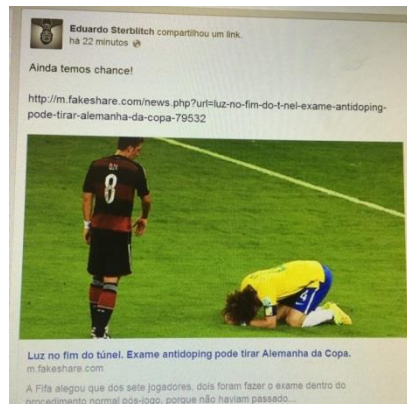 Eduardo Sterblitch compartilhou um link.
há 22 minutos
Ainda temos chance!
http://m.fakeshare.com/news.php?url=luz-no-fim-do-t-nel-exame-antidoping-
pode-tirar-alemanha-da-copa-79532
8
4
Luz no fim do túnel. Exame antidoping pode tirar Alemanha da Copa.
m.fakeshare.com
A Fifa alegou que dos sete jogadores, dois foram fazer o exame dentro do
procedimento normal pós-jogo, porque não haviam passado...